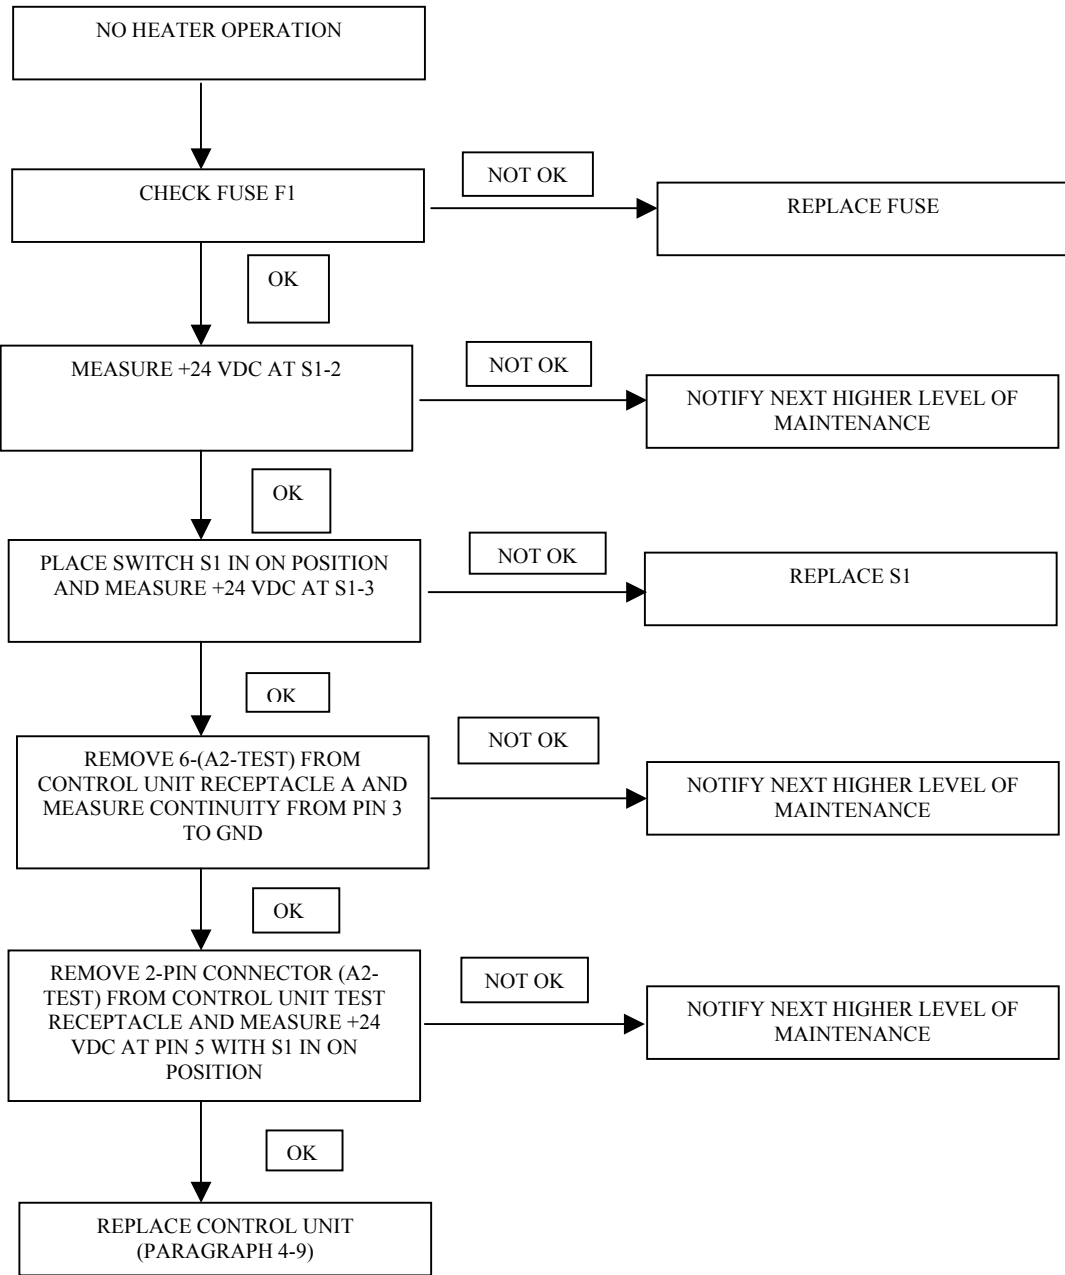 NO HEATER OPERATION
CHECK FUSE F1
NOT OK
REPLACE FUSE
OK
MEASURE +24 VDC AT S1-2
NOT OK
NOTIFY NEXT HIGHER LEVEL OF
MAINTENANCE
OK
PLACE SWITCH S1 IN ON POSITION
AND MEASURE +24 VDC AT S1-3
NOT OK
REPLACE S1
OK
REMOVE 6-(A2-TEST) FROM
CONTROL UNIT RECEPTACLE A AND
MEASURE CONTINUITY FROM PIN 3
TO GND
NOT OK
NOTIFY NEXT HIGHER LEVEL OF
MAINTENANCE
OK
REMOVE 2-PIN CONNECTOR (A2-
TEST) FROM CONTROL UNIT TEST
RECEPTACLE AND MEASURE +24
VDC AT PIN 5 WITH S1 IN ON
POSITION
NOT OK
NOTIFY NEXT HIGHER LEVEL OF
MAINTENANCE
OK
REPLACE CONTROL UNIT
(PARAGRAPH 4-9)